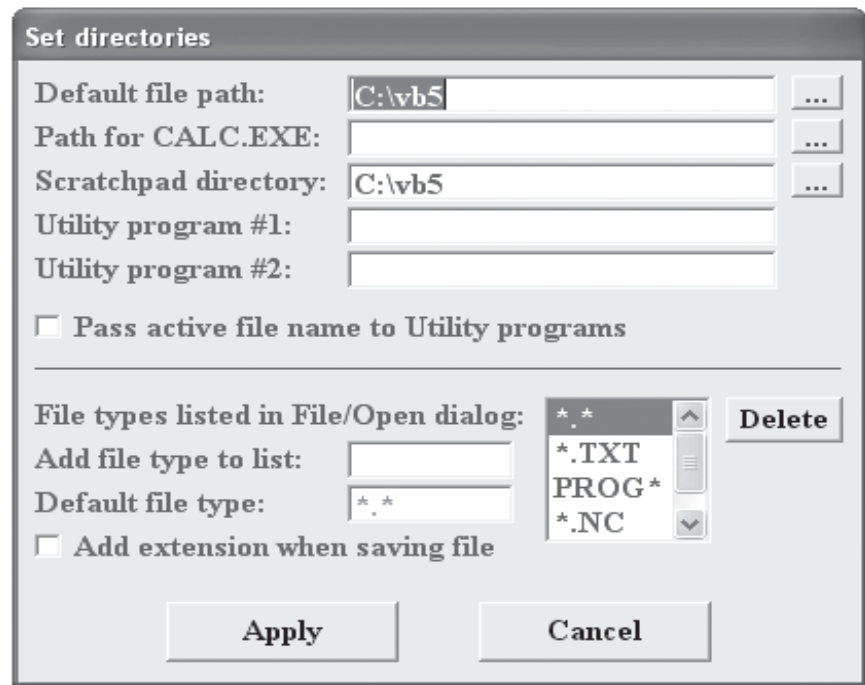 Set directories
Default file path: C:\vb5 ...
Path for CALC.EXE: ...
Scratchpad directory: C:\vb5 ...
Utility program #1:
Utility program #2:
Pass active file name to Utility programs
File types listed in File/Open dialog: *.* Delete
Add file type to list: *.TXT
Default file type: *.* PROG*
Add extension when saving file *.NC
Apply Cancel